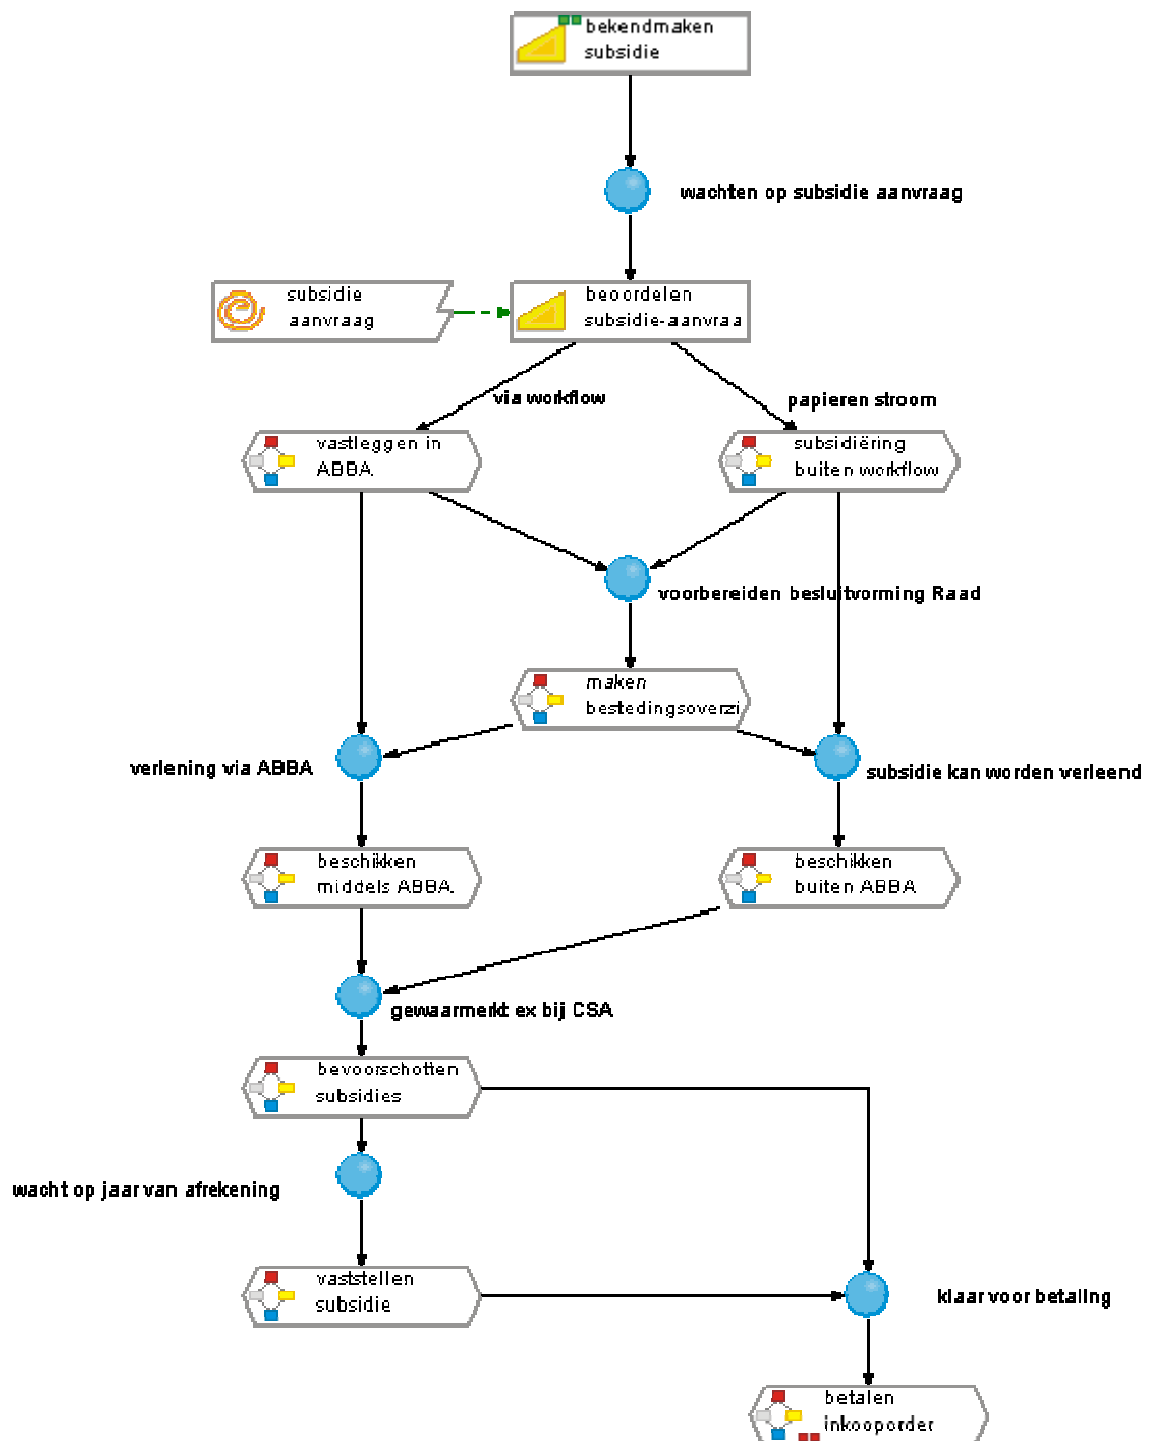 bekendmaken
subsidie
wachten op subsidie aanvraag
subsidie
aanvraag
beoordelen
subsidie-aanvraa
via workflow
papieren stroom
vastleggen in
ABBA
subsidiëring
buiten workflow
voorbereiden besluitvorming Raad
maken
bestedingsoverzi
verlening via ABBA
subsidie kan worden verleend
beschikken
middels ABBA.
beschikken
buiten ABBA
gewaarmerkt ex bij CSA
bevoorschotten
subsidies
wacht op jaar van afrekening
vaststellen
subsidie
klaar voor betaling
betalen
inkooporder